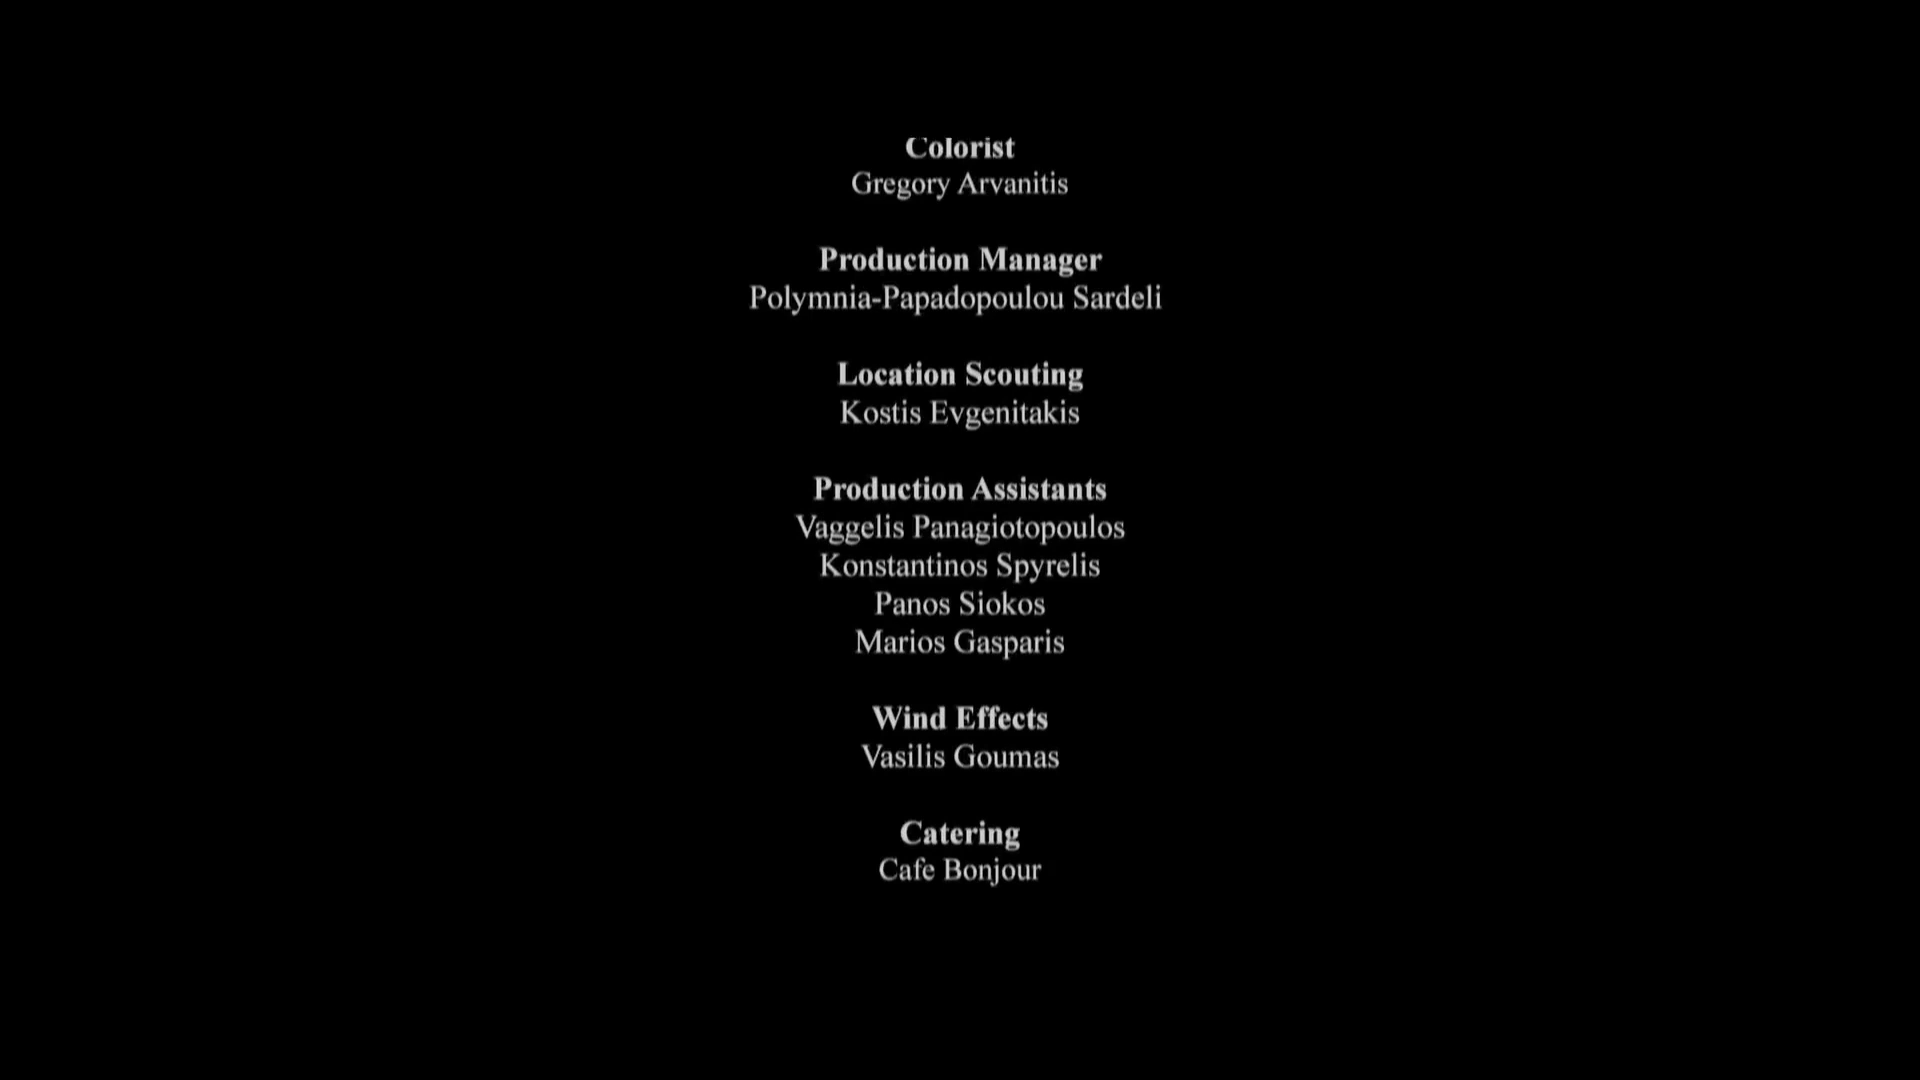 Colorist
Gregory Arvanitis
Production Manager
Polymnia-Papadopoulou Sardeli
Location Scouting
Kostis Evgenitakis
Production Assistants
Vaggelis Panagiotopoulos
Konstantinos Spyrelis
Panos Siokos
Marios Gasparis
Wind Effects
Vasilis Goumas
Catering
Cafe Bonjour